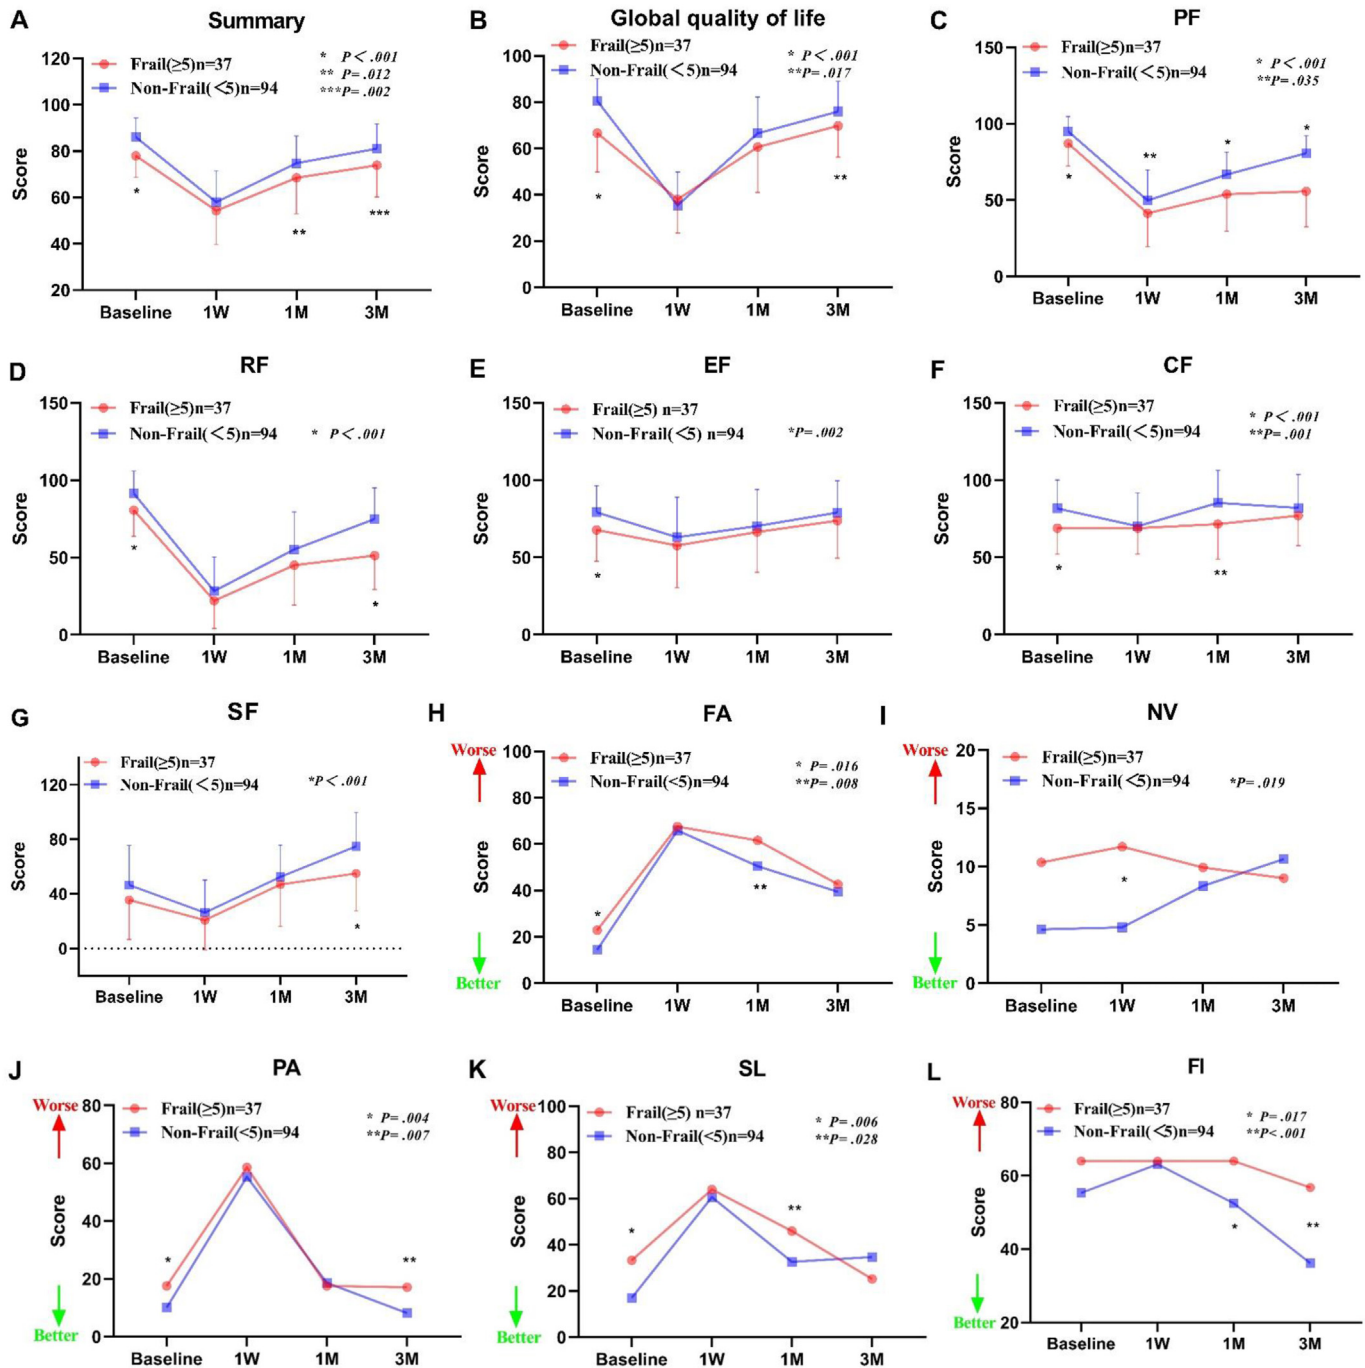 A
Summary
Frail(≥5)n=37
Non-Frail(<5)n=94
* P<.001
** P=.012
***P=.002
Score
120
100
80
60
40
20
*
**
***
Baseline 1W 1M 3M
B
Global quality of life
Frail(≥5)n=37
Non-Frail(<5)n=94
* P<.001
**P=.017
Score
100
80
60
40
20
0
*
**
Baseline 1W 1M 3M
C
PF
Frail(≥5)n=37
Non-Frail(<5)n=94
* P<.001
**P=.035
Score
150
100
50
0
*
**
*
*
Baseline 1W 1M 3M
D
RF
Frail(≥5)n=37
Non-Frail(<5)n=94
* P<.001
Score
150
100
50
0
*
*
Baseline 1W 1M 3M
E
EF
Frail(≥5) n=37
Non-Frail(<5) n=94
*P=.002
Score
150
100
50
0
*
Baseline 1W 1M 3M
F
CF
Frail(≥5)n=37
Non-Frail(<5)n=94
* P<.001
**P=.001
Score
150
100
50
0
*
**
Baseline 1W 1M 3M
G
SF
Frail(≥5)n=37
Non-Frail(<5)n=94
*P<.001
Score
120
80
40
0
*
Baseline 1W 1M 3M
H
FA
Worse
Better
Frail(≥5)n=37
Non-Frail(<5)n=94
* P=.016
**P=.008
Score
100
80
60
40
20
0
*
**
Baseline 1W 1M 3M
I
NV
Worse
Better
Frail(≥5)n=37
Non-Frail(<5)n=94
*P=.019
Score
20
15
10
5
0
*
Baseline 1W 1M 3M
J
PA
Worse
Better
Frail(≥5)n=37
Non-Frail(<5)n=94
* P=.004
**P=.007
Score
80
60
40
20
0
*
**
Baseline 1W 1M 3M
K
SL
Worse
Better
Frail(≥5) n=37
Non-Frail(<5)n=94
* P=.006
**P=.028
Score
100
80
60
40
20
0
*
**
Baseline 1W 1M 3M
L
FI
Worse
Better
Frail(≥5)n=37
Non-Frail(<5)n=94
* P=.017
**P<.001
Score
80
60
40
20
*
**
Baseline 1W 1M 3M